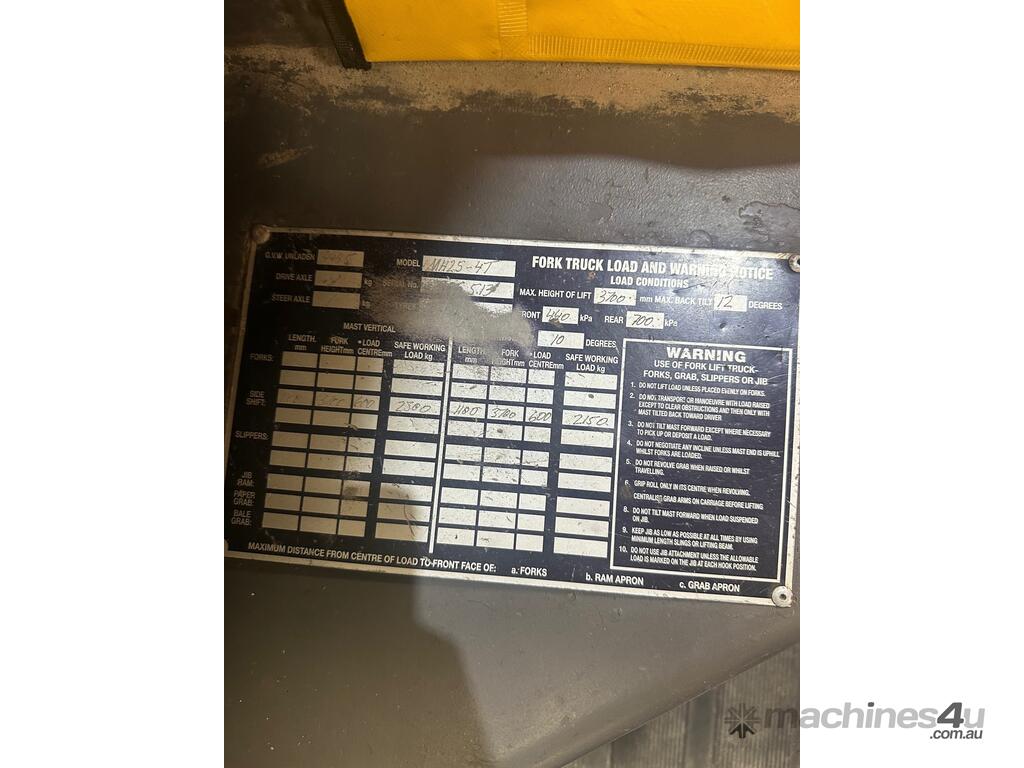 G.V.W. UNLADEN
MODEL MH25-4T
FORK TRUCK LOAD AND WARNING NOTICE
LOAD CONDITIONS
DRIVE AXLE kg
SERIAL No.
MAX. HEIGHT OF LIFT 3700 mm MAX. BACK TILT 12 DEGREES
STEER AXLE kg
FRONT 440 kPa REAR 700 kPa
MAST VERTICAL
10 DEGREES
LENGTH mm FORK HEIGHT mm • LOAD CENTRE mm SAFE WORKING LOAD kg LENGTH mm FORK HEIGHT mm • LOAD CENTRE mm SAFE WORKING LOAD kg
FORKS:
SIDE SHIFT: 600 2380 3700 600 2150
SLIPPERS:
JIB RAM:
PAPER GRAB:
BALE GRAB:
WARNING
USE OF FORK LIFT TRUCK-
FORKS, GRAB, SLIPPERS OR JIB
1. DO NOT LIFT LOAD UNLESS PLACED EVENLY ON FORKS.
2. DO NOT TRANSPORT OR MANOEUVRE WITH LOAD RAISED
EXCEPT TO CLEAR OBSTRUCTIONS AND THEN ONLY WITH
MAST TILTED BACK TOWARD DRIVER
3. DO NOT TILT MAST FORWARD EXCEPT WHERE NECESSARY
TO PICK UP OR DEPOSIT A LOAD.
4. DO NOT NEGOTIATE ANY INCLINE UNLESS MAST END IS UPHILL
WHILST FORKS ARE LOADED.
5. DO NOT REVOLVE GRAB WHEN RAISED OR WHILST
TRAVELLING.
6. GRIP ROLL ONLY IN ITS CENTRE WHEN REVOLVING.
CENTRALISE GRAB ARMS ON CARRIAGE BEFORE LIFTING
8. DO NOT TILT MAST FORWARD WHEN LOAD SUSPENDED
ON JIB.
9. KEEP JIB AS LOW AS POSSIBLE AT ALL TIMES BY USING
MINIMUM LENGTH SLINGS OR LIFTING BEAM.
10. DO NOT USE JIB ATTACHMENT UNLESS THE ALLOWABLE
LOAD IS MARKED ON THE JIB AT EACH HOOK POSITION.
MAXIMUM DISTANCE FROM CENTRE OF LOAD TO FRONT FACE OF: a. FORKS b. RAM APRON c. GRAB APRON
machines4u
.com.au